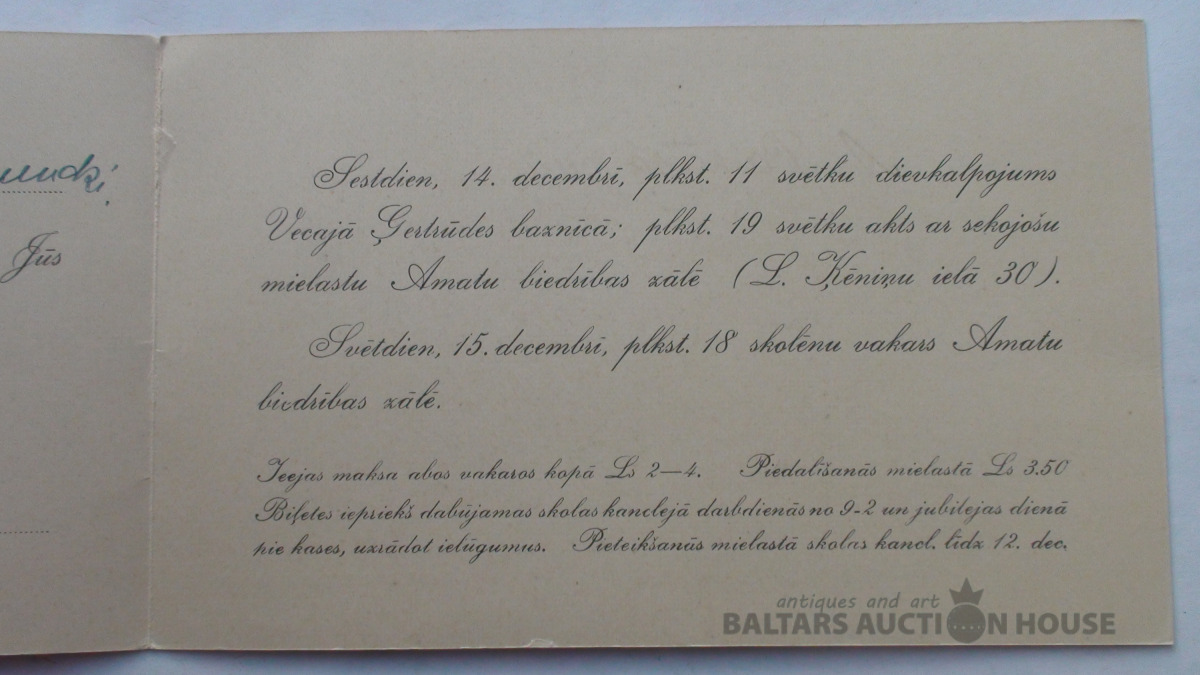 Jūs
Sestdien, 14. decembrī, plkst. 11 svētku dievkalpojums
Vecajā Ģertrūdes baznīcā; plkst. 19 svētku akts ar sekojošu
mielastu Amatu biedrības zālē (L. Ķēniņu ielā 30).
Svētdien, 15. decembrī, plkst. 18 skolēnu vakars Amatu
biedrības zālē.
Ieejas maksa abos vakaros kopā Ls 2—4. Piedalīšanās mielastā Ls 3.50
Biļetes iepriekš dabūjamas skolas kanclejā darbdienās no 9-2 un jubilejas dienā
pie kases, uzrādot ielūgumus. Pieteikšanās mielastā skolas kancl. līdz 12. dec.
antiques and art
BALTARS AUCTION HOUSE